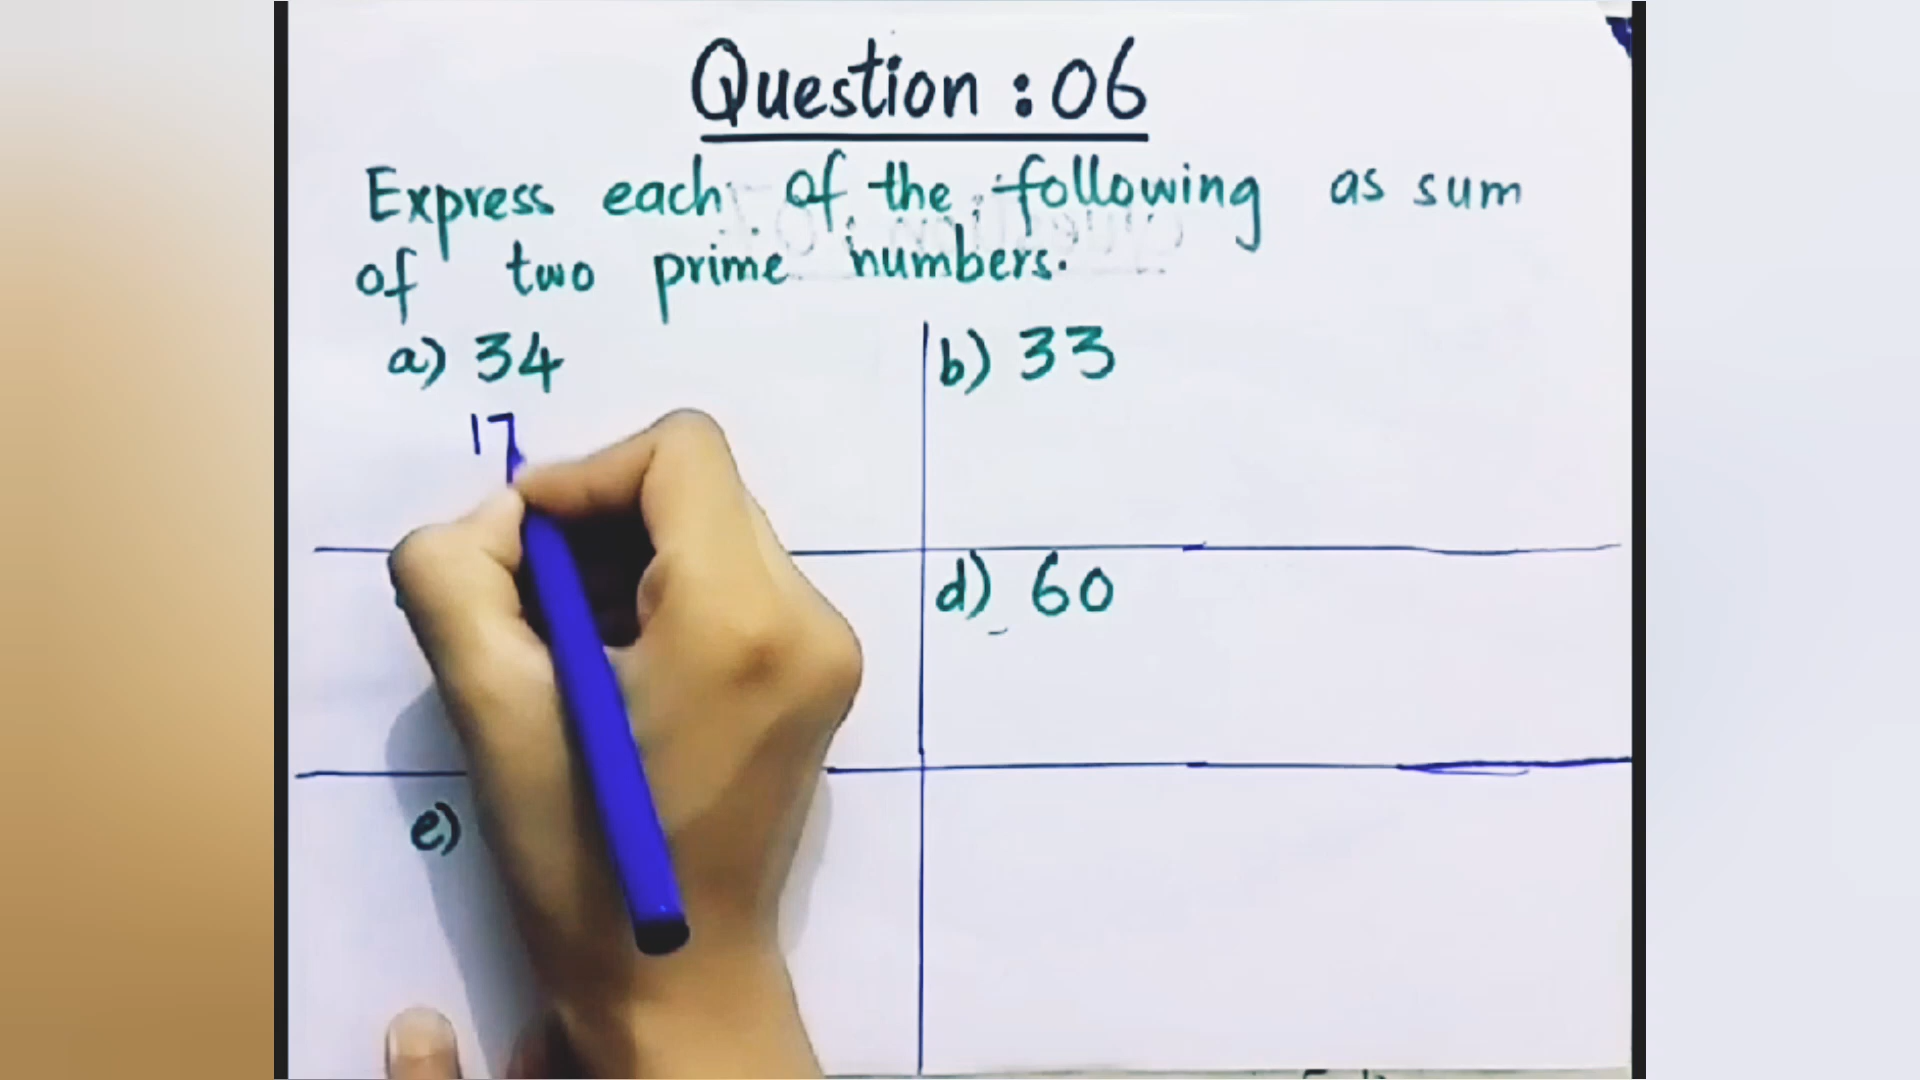 Question : 06
Express each of the following as sum
of two prime numbers.
a) 34
b) 33
17
d) 60
e)